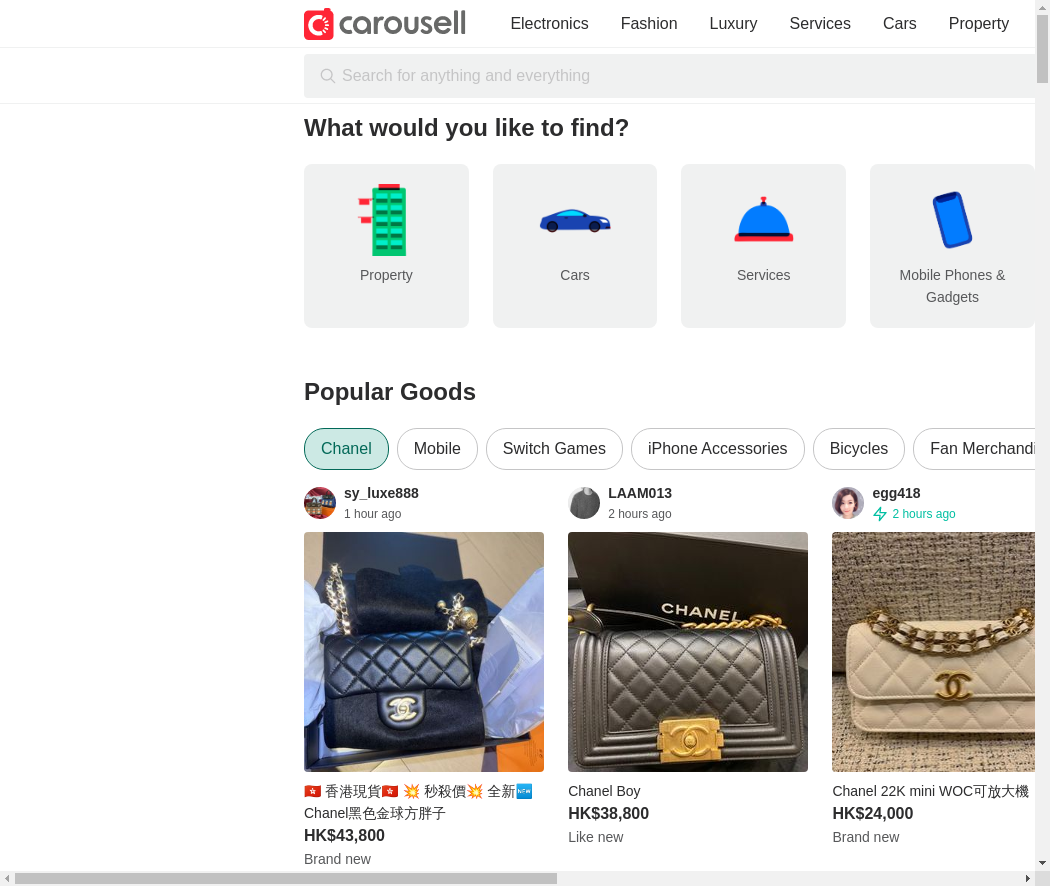 carousell
Electronics
Fashion
Luxury
Services
Cars
Property
Search for anything and everything
What would you like to find?
Property
Cars
Services
Mobile Phones &
Gadgets
Popular Goods
Chanel
Mobile
Switch Games
iPhone Accessories
Bicycles
Fan Merchandi
sy_luxe888
1 hour ago
LAAM013
2 hours ago
egg418
2 hours ago
CHANEL
🇭🇰 香港現貨🇭🇰 💥 秒殺價💥 全新🆕
Chanel黑色金球方胖子
HK$43,800
Brand new
Chanel Boy
HK$38,800
Like new
Chanel 22K mini WOC可放大機
HK$24,000
Brand new